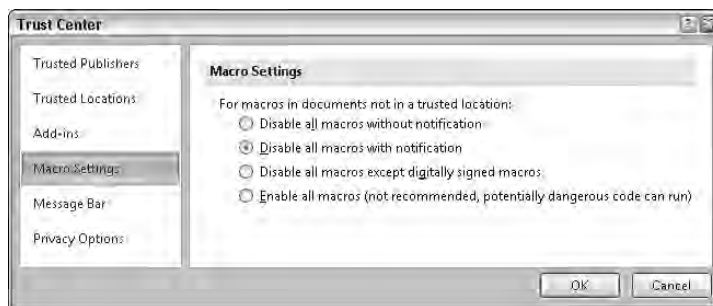 Trust Center
Trusted Publishers
Trusted Locations
Add-ins
Macro Settings
Message Bar
Privacy Options
Macro Settings
For macros in documents not in a trusted location:
Disable all macros without notification
Disable all macros with notification
Disable all macros except digitally signed macros
Enable all macros (not recommended, potentially dangerous code can run)
OK
Cancel